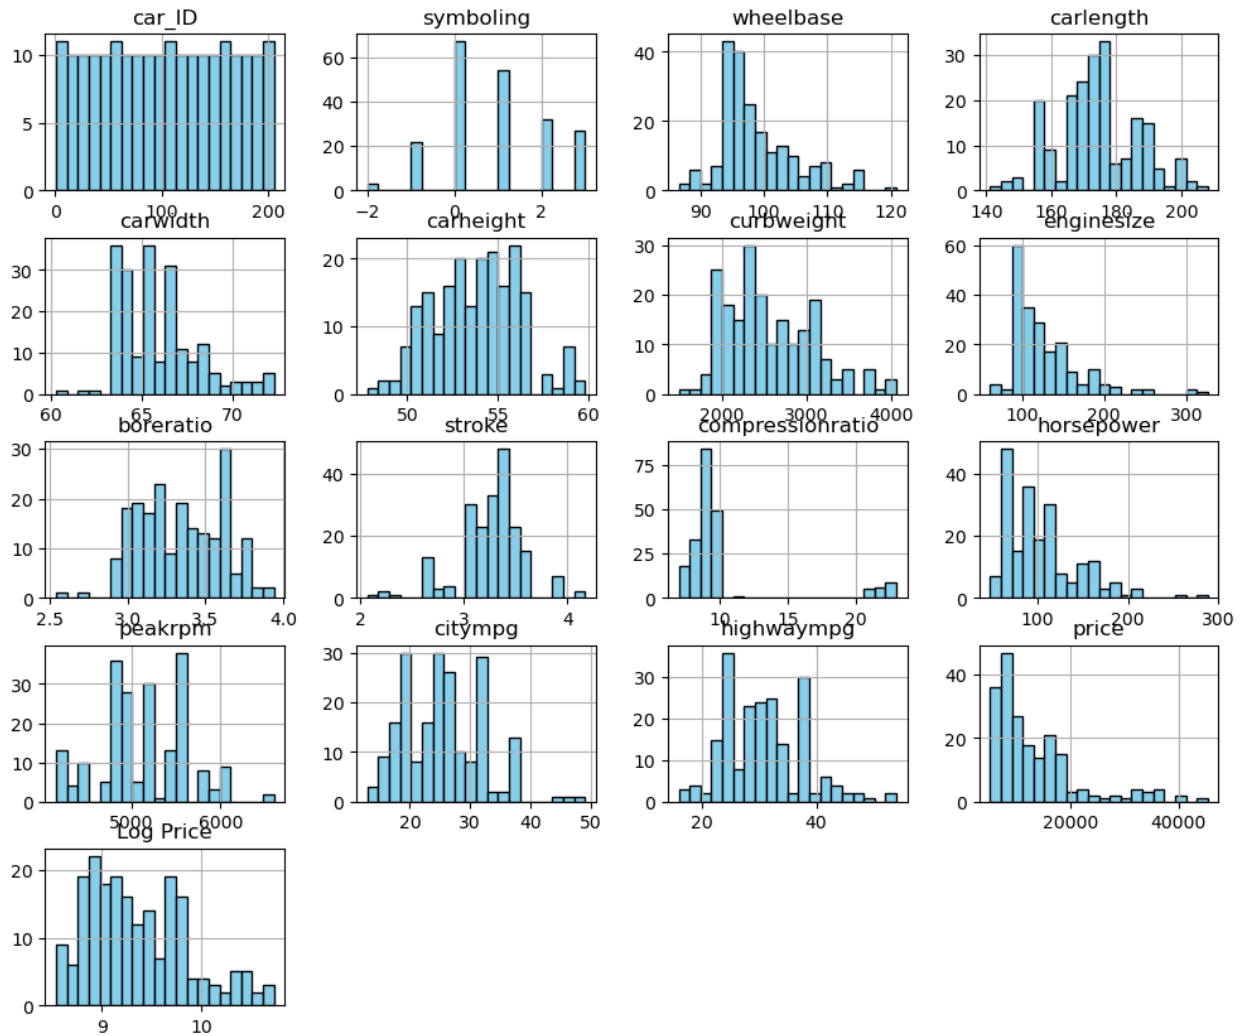 car_ID symboling wheelbase carlength
10 5 0
0 100 200
60 40 20 0
−2 0 2
40 20 0
90 100 110 120
30 20 10 0
140 160 180 200
carwidth carheight curbweight enginesize
30 20 10 0
60 65 70
20 10 0
50 55 60
30 20 10 0
2000 3000 4000
60 40 20 0
100 200 300
boreratio stroke compressionratio horsepower
30 20 10 0
2.5 3.0 3.5 4.0
40 20 0
2 3 4
75 50 25 0
10 15 20
40 20 0
100 200 300
peakrpm citympg highwaympg price
30 20 10 0
5000 6000
30 20 10 0
20 30 40 50
30 20 10 0
20 40
40 20 0
20000 40000
Log Price
20 10 0
9 10